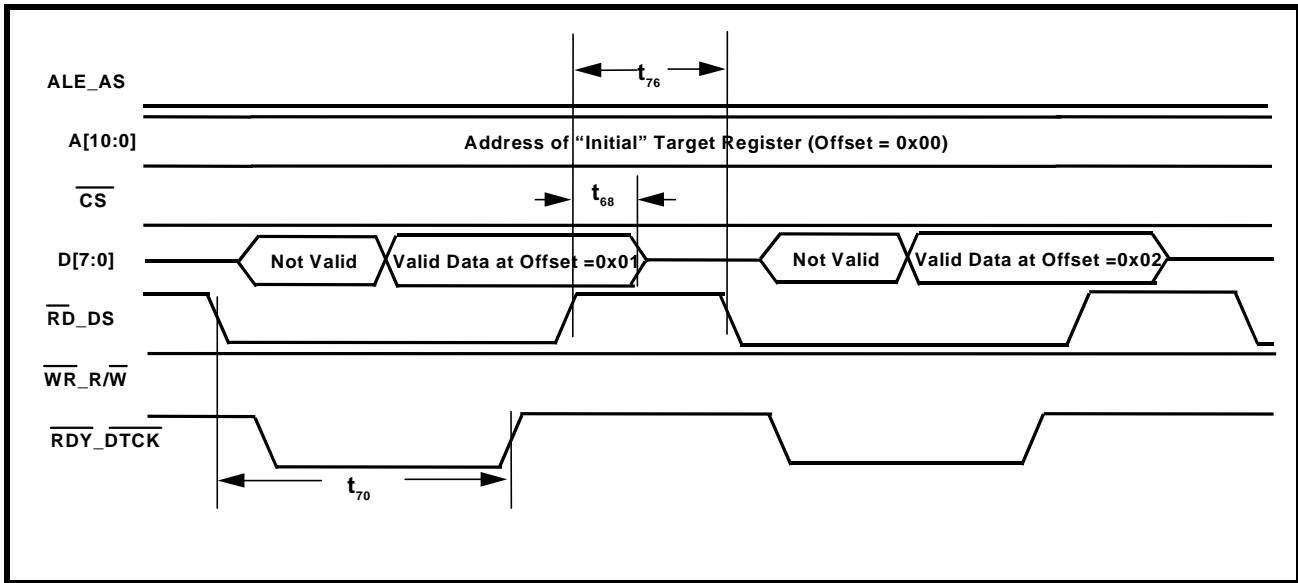 t76
ALE_AS
A[10:0]
Address of “Initial” Target Register (Offset = 0x00)
CS
t68
D[7:0]
Not Valid
Valid Data at Offset =0x01
Not Valid
Valid Data at Offset =0x02
RD_DS
WR_R/W
RDY_DTCK
t70